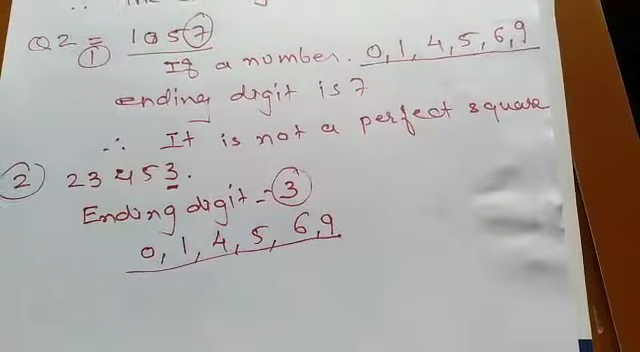 Q2 = 1057
① If a number. 0, 1, 4, 5, 6, 9
ending digit is 7
∴ It is not a perfect square
② 23453.
Ending digit = 3
0, 1, 4, 5, 6, 9